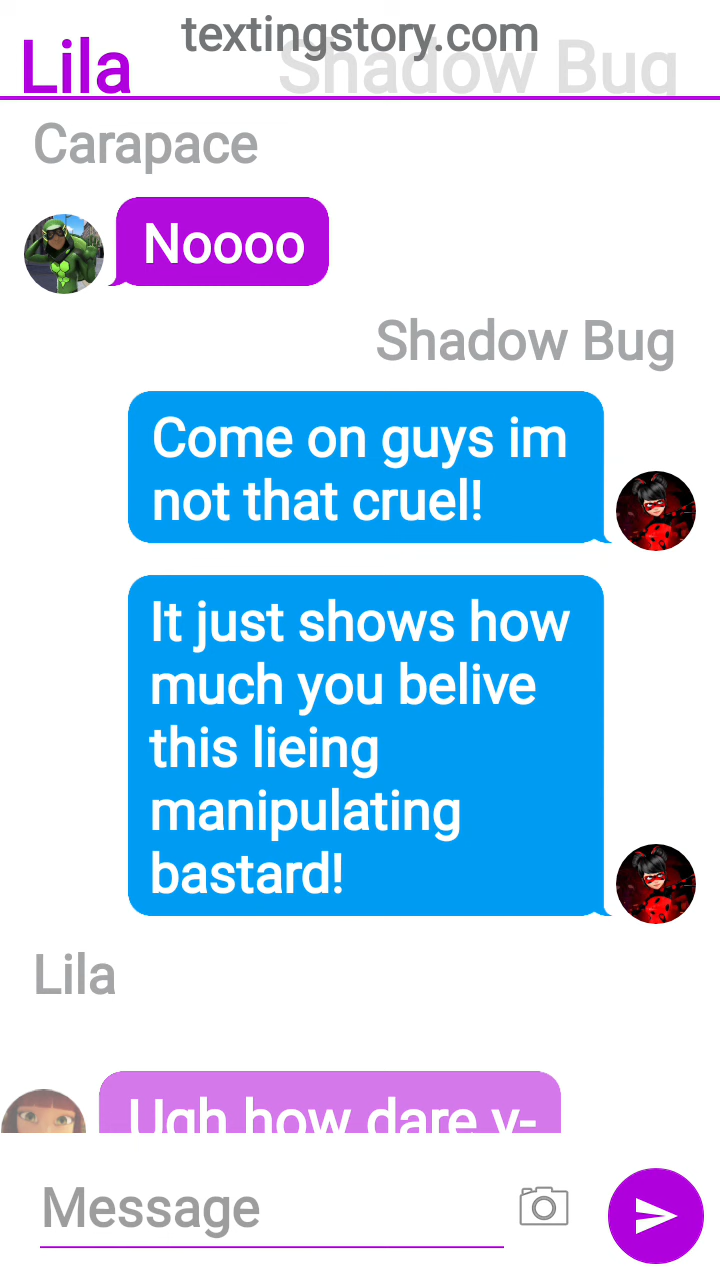 textingstory.com
Lila
Shadow Bug
Carapace
Noooo
Shadow Bug
Come on guys im
not that cruel!
It just shows how
much you belive
this lieing
manipulating
bastard!
Lila
Ugh how dare y-
Message